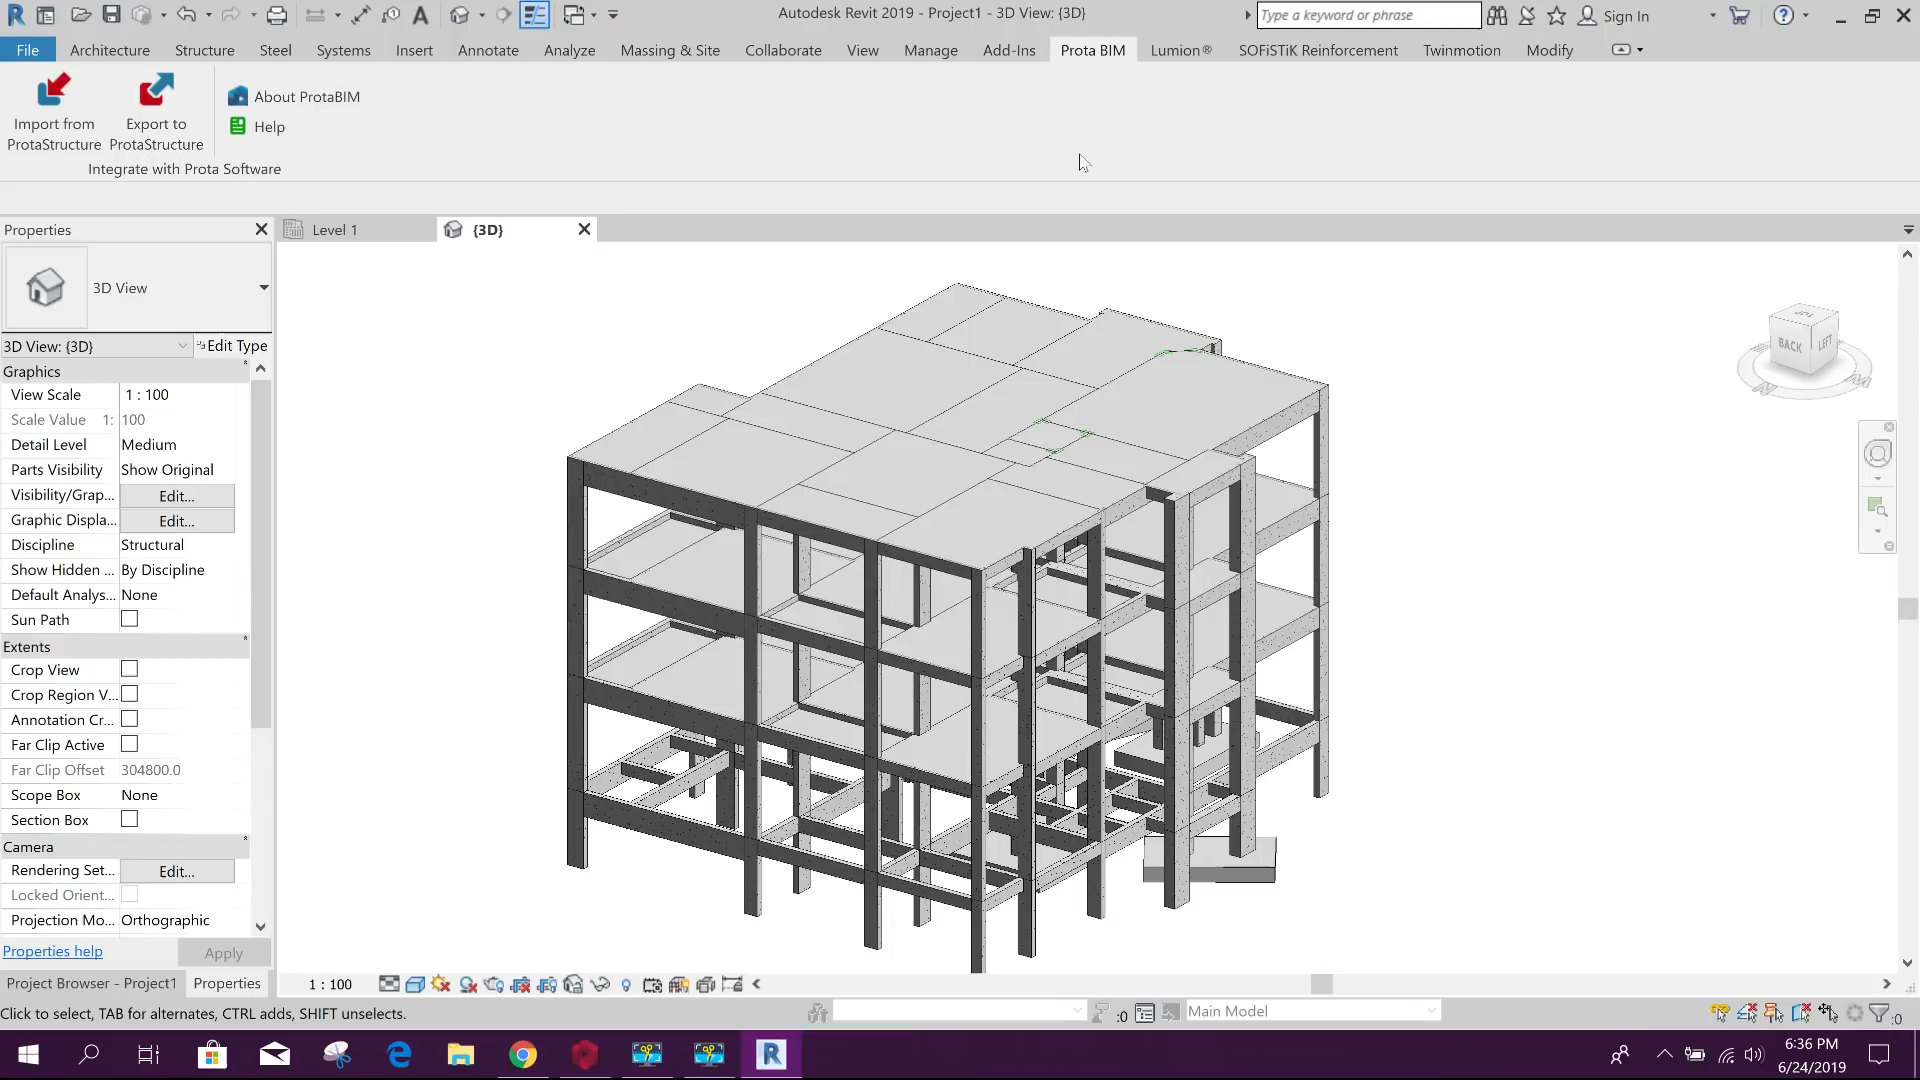 Autodesk Revit 2019 - Project1 - 3D View: {3D}
Type a keyword or phrase
Sign In
File Architecture Structure Steel Systems Insert Annotate Analyze Massing & Site Collaborate View Manage Add-Ins Prota BIM Lumion® SOFiSTiK Reinforcement Twinmotion Modify
Import from
ProtaStructure
Export to
ProtaStructure
About ProtaBIM
Help
Integrate with Prota Software
Properties
Level 1
{3D}
3D View
3D View: {3D}
Edit Type
Graphics
View Scale 1 : 100
Scale Value 1: 100
Detail Level Medium
Parts Visibility Show Original
Visibility/Grap... Edit...
Graphic Displa... Edit...
Discipline Structural
Show Hidden ... By Discipline
Default Analys... None
Sun Path
Extents
Crop View
Crop Region V...
Annotation Cr...
Far Clip Active
Far Clip Offset 304800.0
Scope Box None
Section Box
Camera
Rendering Set... Edit...
Locked Orient...
Projection Mo... Orthographic
Properties help
Apply
TOP
BACK
LEFT
Project Browser - Project1
Properties
1 : 100
Click to select, TAB for alternates, CTRL adds, SHIFT unselects.
:0
Main Model
:0
6:36 PM
6/24/2019